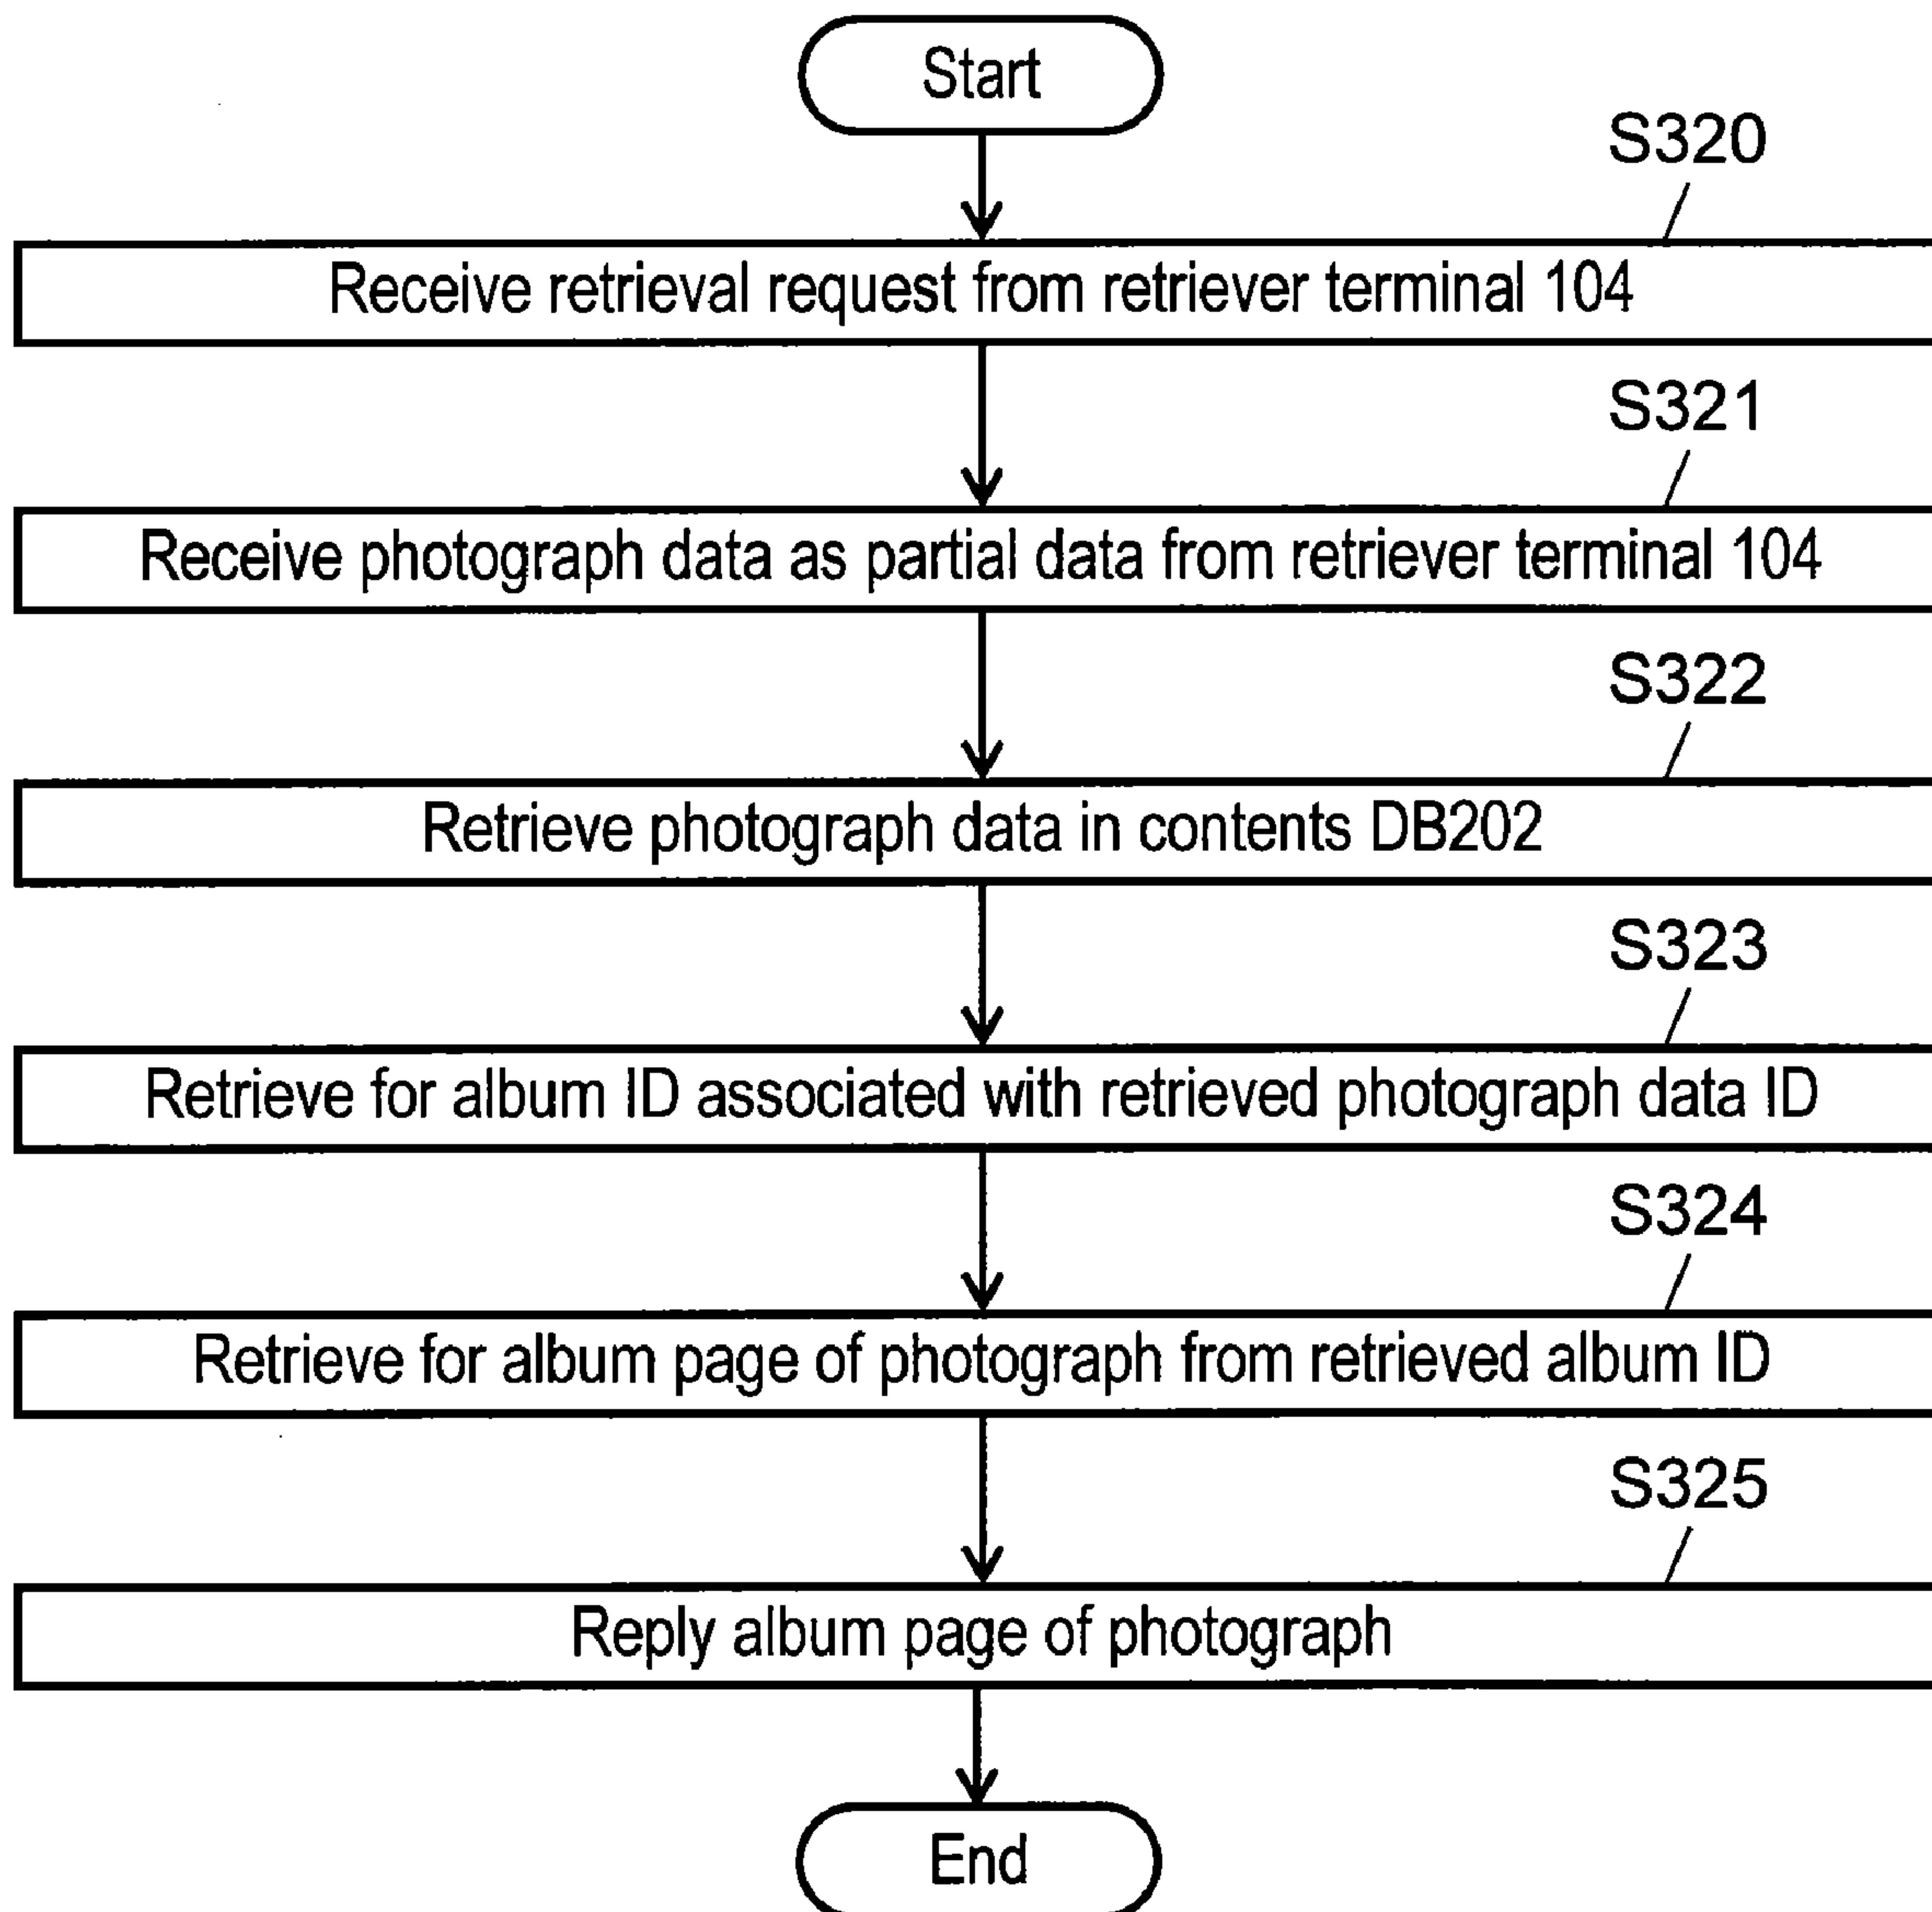 Start
S320
Receive retrieval request from retriever terminal 104
S321
Receive photograph data as partial data from retriever terminal 104
S322
Retrieve photograph data in contents DB202
S323
Retrieve for album ID associated with retrieved photograph data ID
S324
Retrieve for album page of photograph from retrieved album ID
S325
Reply album page of photograph
End